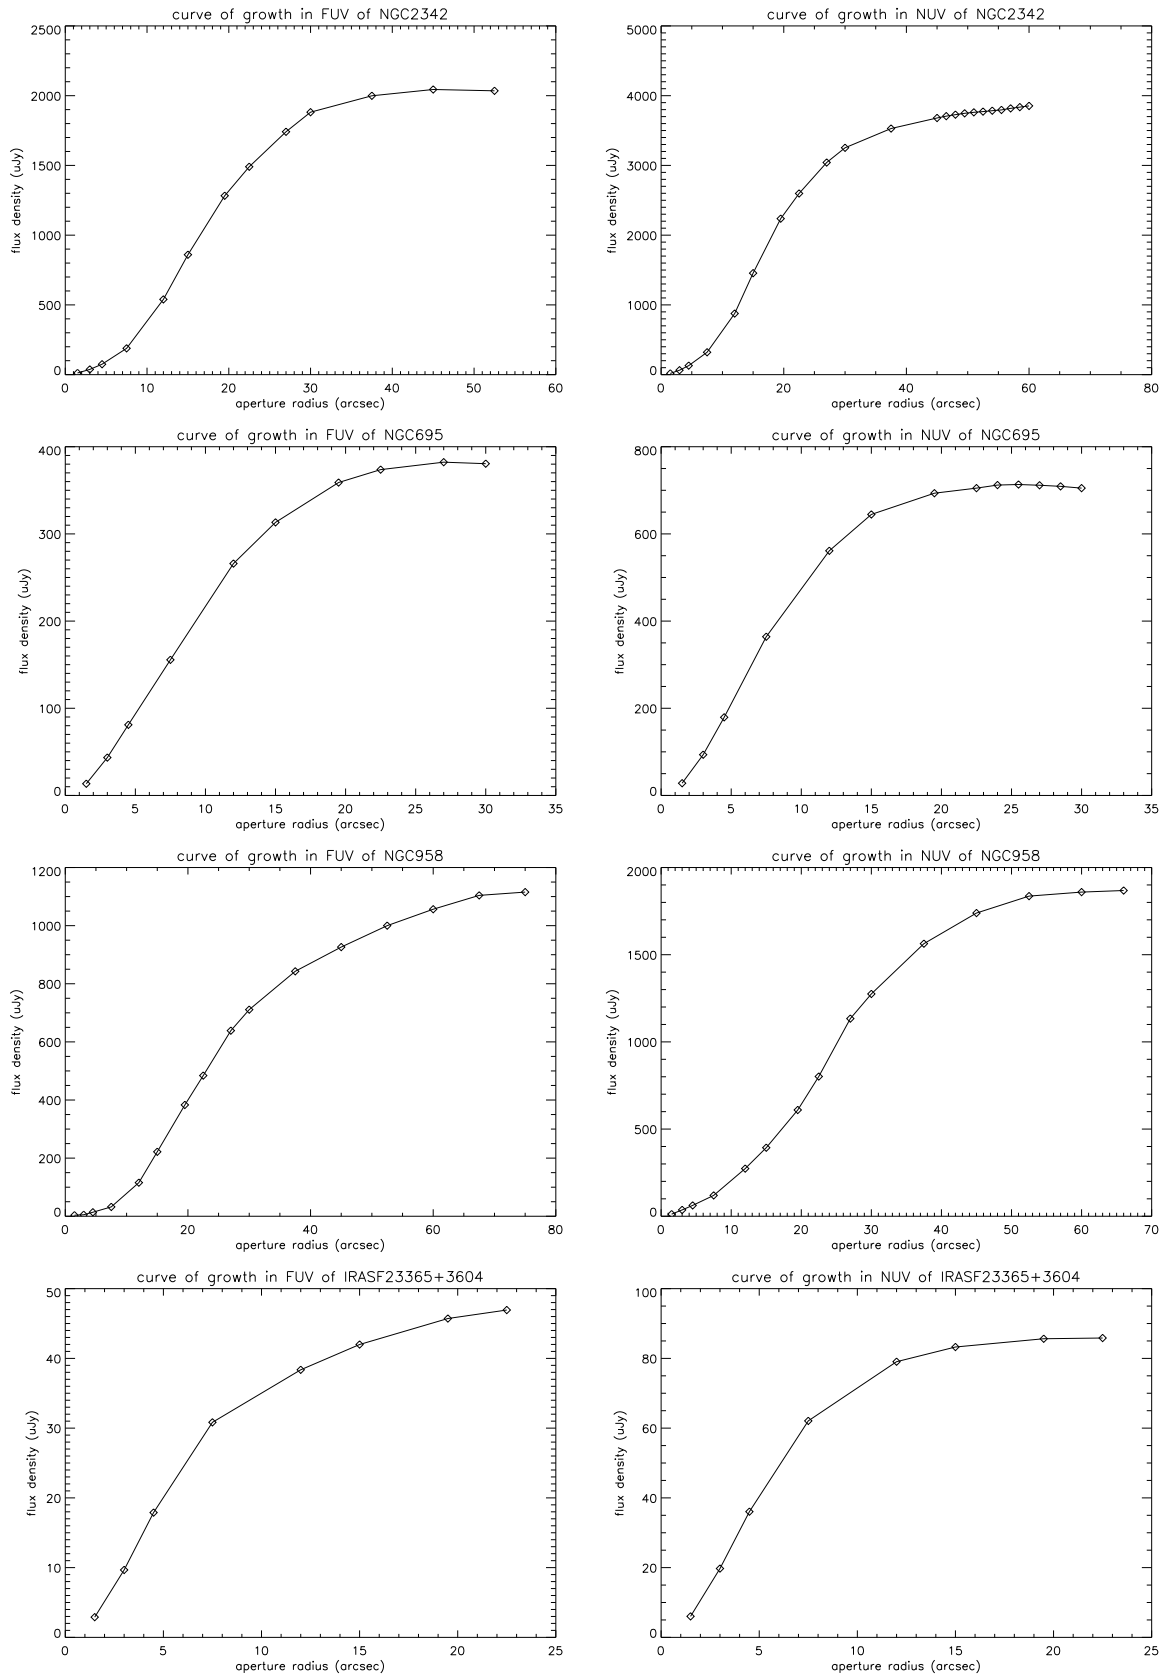 curve of growth in FUV of NGC2342
2500
2000
1500
1000
500
0
flux density (uJy)
0 10 20 30 40 50 60
aperture radius (arcsec)
curve of growth in NUV of NGC2342
5000
4000
3000
2000
1000
0
flux density (uJy)
0 20 40 60 80
aperture radius (arcsec)
curve of growth in FUV of NGC695
400
300
200
100
0
flux density (uJy)
0 5 10 15 20 25 30 35
aperture radius (arcsec)
curve of growth in NUV of NGC695
800
600
400
200
0
flux density (uJy)
0 5 10 15 20 25 30 35
aperture radius (arcsec)
curve of growth in FUV of NGC958
1200
1000
800
600
400
200
0
flux density (uJy)
0 20 40 60 80
aperture radius (arcsec)
curve of growth in NUV of NGC958
2000
1500
1000
500
0
flux density (uJy)
0 10 20 30 40 50 60 70
aperture radius (arcsec)
curve of growth in FUV of IRASF23365+3604
50
40
30
20
10
0
flux density (uJy)
0 5 10 15 20 25
aperture radius (arcsec)
curve of growth in NUV of IRASF23365+3604
100
80
60
40
20
0
flux density (uJy)
0 5 10 15 20 25
aperture radius (arcsec)